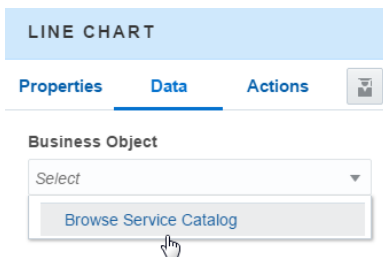 LINE CHART
Properties Data Actions
Business Object
Select
Browse Service Catalog